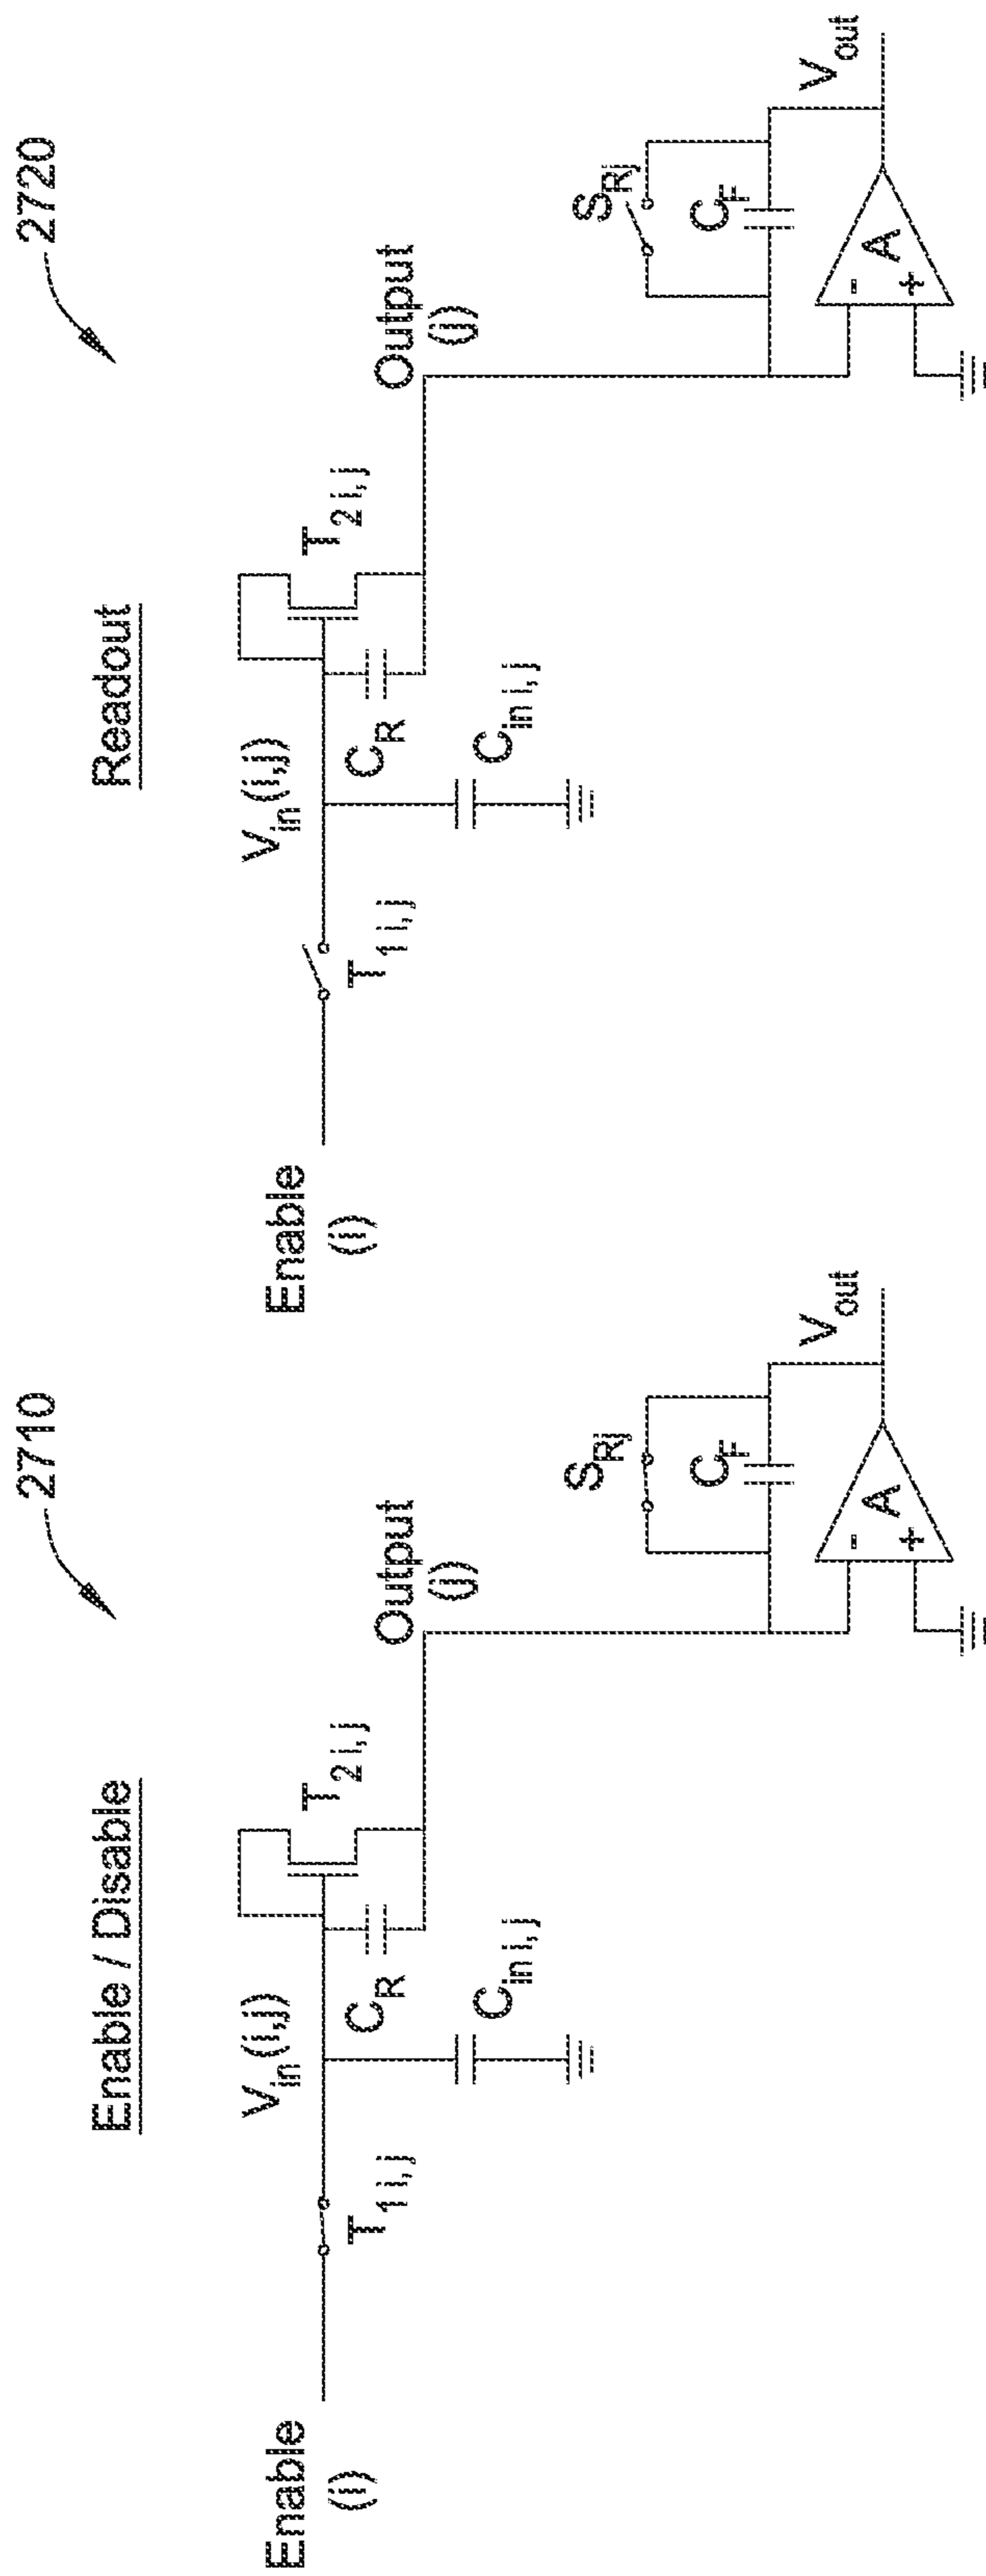 2710
Enable / Disable
Enable
(i)
T1 i,j
Vin(i,j)
CR
Cin i,j
T2 i,j
Output
(j)
SRj
CF
A
-
+
Vout
2720
Readout
Enable
(i)
T1 i,j
Vin(i,j)
CR
Cin i,j
T2 i,j
Output
(j)
SRj
CF
A
-
+
Vout